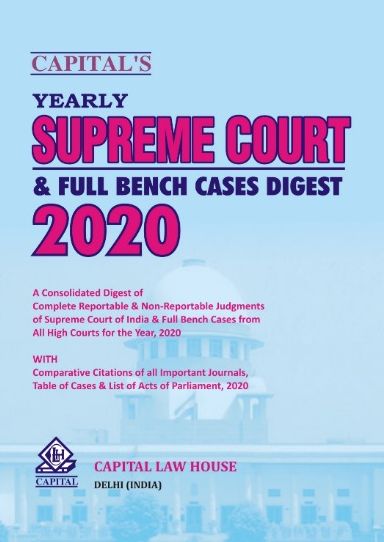 CAPITAL'S
YEARLY
SUPREME COURT
& FULL BENCH CASES DIGEST
2020
A Consolidated Digest of
Complete Reportable & Non-Reportable Judgments
of Supreme Court of India & Full Bench Cases from
All High Courts for the Year, 2020
WITH
Comparative Citations of all Important Journals,
Table of Cases & List of Acts of Parliament, 2020
CLH
CAPITAL
CAPITAL LAW HOUSE
DELHI (INDIA)